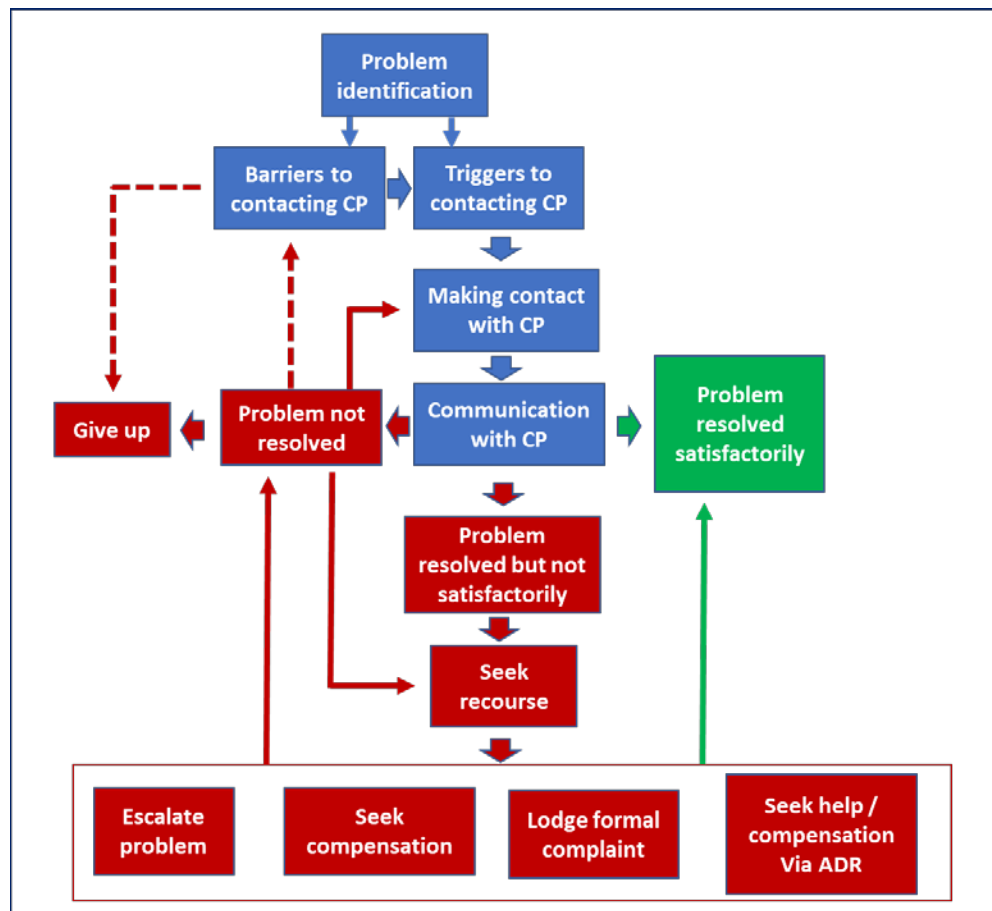 Problem
identification
Barriers to
contacting CP
Triggers to
contacting CP
Making contact
with CP
Give up
Problem not
resolved
Communication
with CP
Problem
resolved
satisfactorily
Problem
resolved but not
satisfactorily
Seek
recourse
Escalate
problem
Seek
compensation
Lodge formal
complaint
Seek help /
compensation
Via ADR